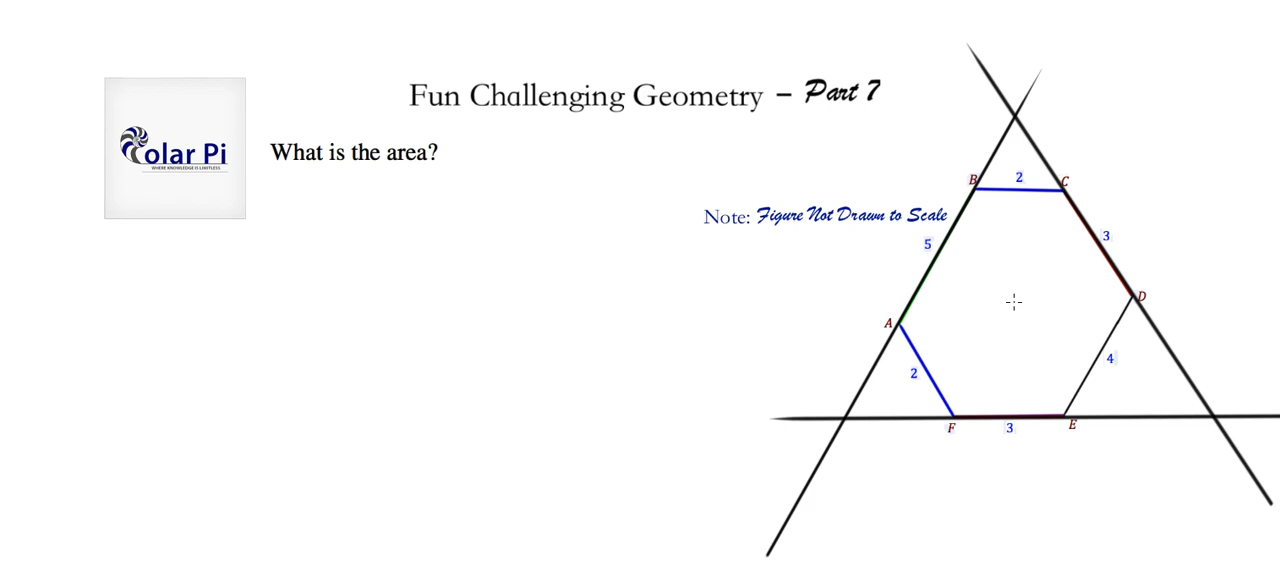 Fun Challenging Geometry – Part 7
olar Pi
WHERE KNOWLEDGE IS LIMITLESS
What is the area?
Note: Figure Not Drawn to Scale
B
2
C
5
3
D
A
2
4
F
3
E